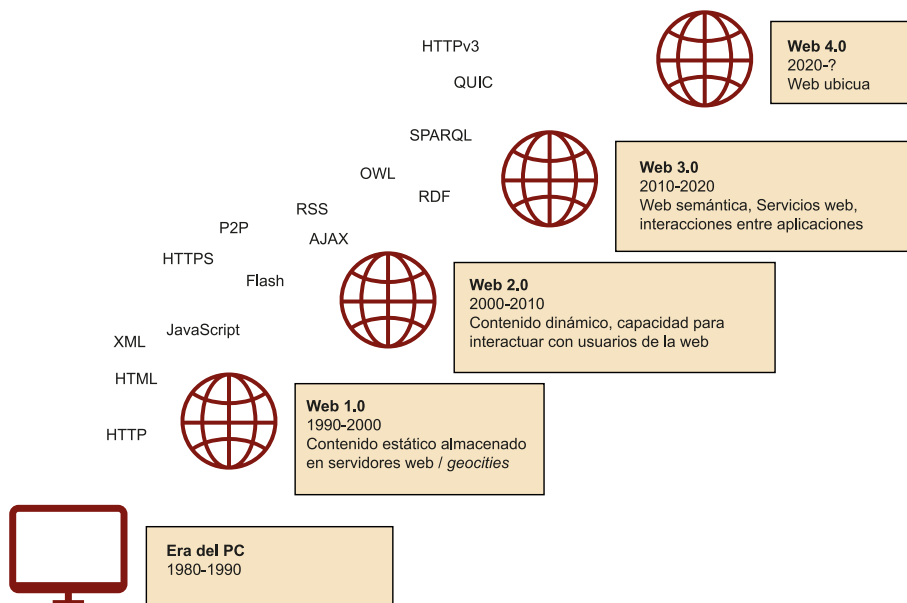 HTTPv3
QUIC
Web 4.0
2020-?
Web ubicua
SPARQL
OWL
RDF
Web 3.0
2010-2020
Web semántica, Servicios web,
interacciones entre aplicaciones
RSS
P2P
AJAX
HTTPS
Flash
Web 2.0
2000-2010
Contenido dinámico, capacidad para
interactuar con usuarios de la web
JavaScript
XML
HTML
HTTP
Web 1.0
1990-2000
Contenido estático almacenado
en servidores web / geocities
Era del PC
1980-1990